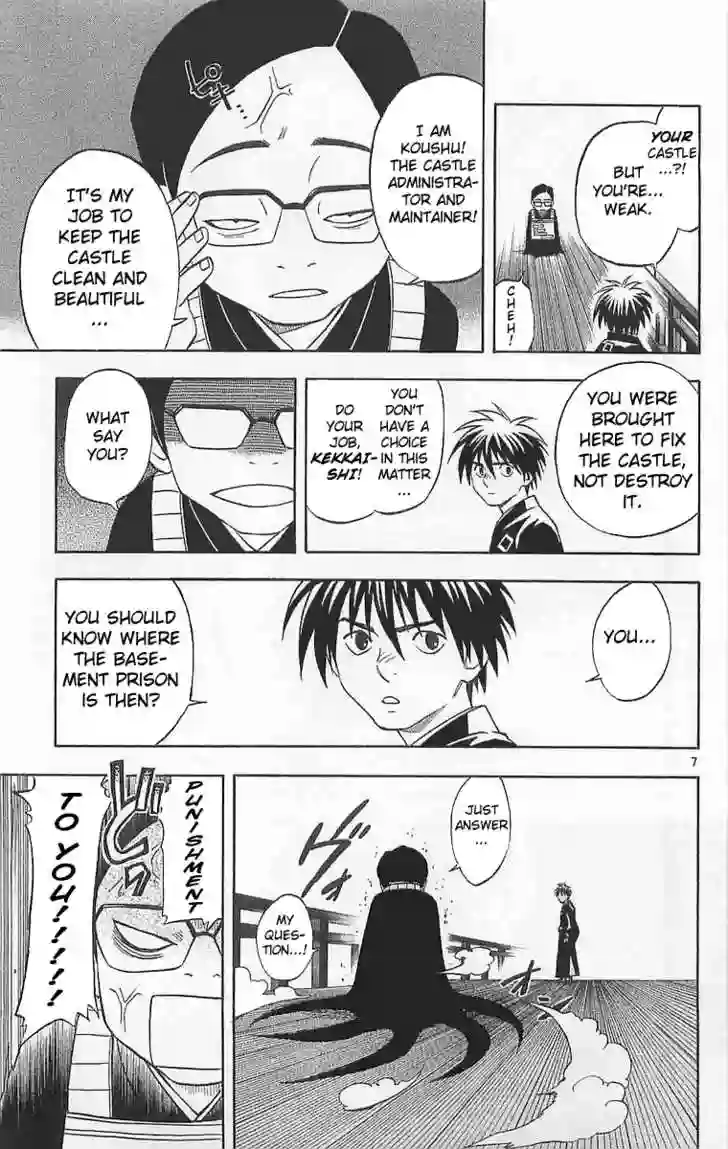 YOUR
CASTLE
...?!
BUT
YOU'RE...
WEAK.
CHEH!
I AM
KOUSHU!
THE CASTLE
ADMINISTRA-
TOR AND
MAINTAINER!
ピキ...
IT'S MY
JOB TO
KEEP THE
CASTLE
CLEAN AND
BEAUTIFUL
...
YOU WERE
BROUGHT
HERE TO FIX
THE CASTLE,
NOT DESTROY
IT.
YOU
DON'T
HAVE A
CHOICE
IN THIS
MATTER
...
DO
YOUR
JOB,
KEKKAI-
SHI!
WHAT
SAY
YOU?
YOU...
YOU SHOULD
KNOW WHERE
THE BASE-
MENT PRISON
IS THEN?
7
JUST
ANSWER
...
MY
QUES-
TION...!
PUNISHMENT
TO YOU!!!!!